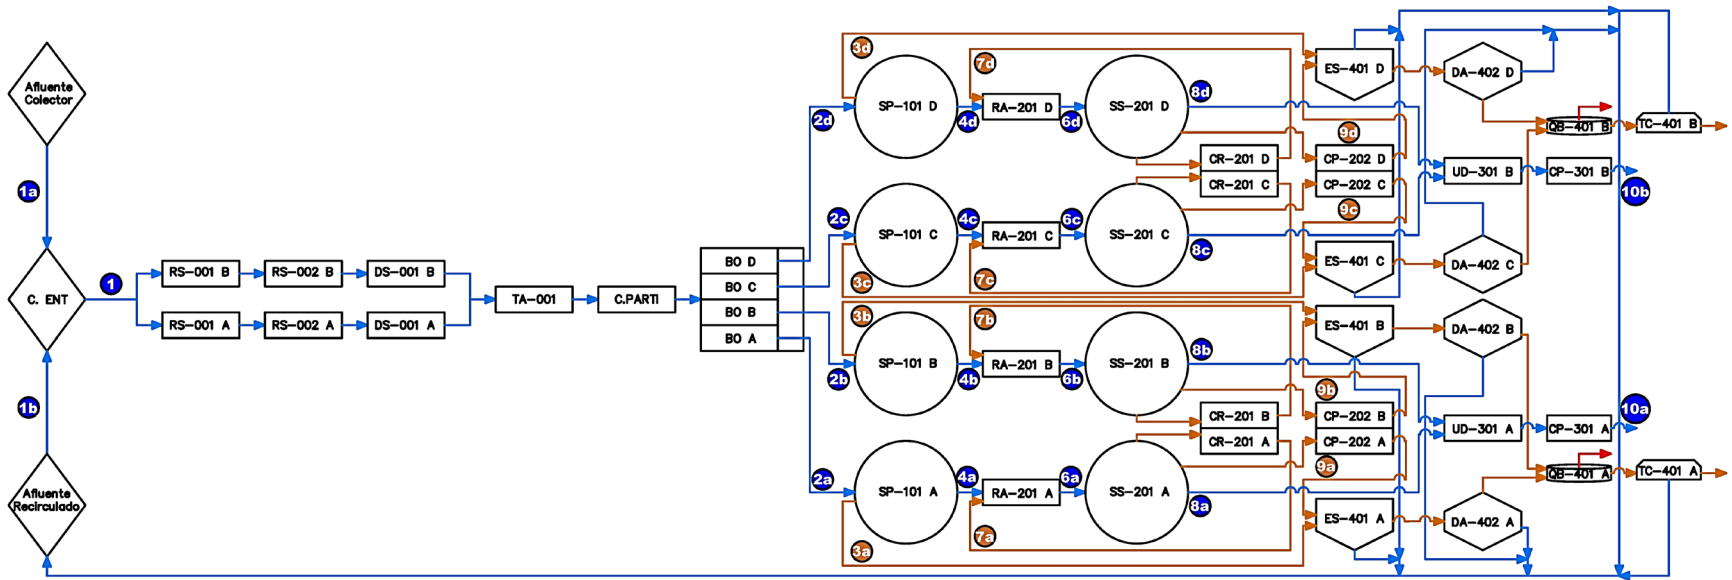 Afluente
Colector
1a
C. ENT
1
1b
Afluente
Recirculado
RS-001 B
RS-002 B
DS-001 B
RS-001 A
RS-002 A
DS-001 A
TA-001
C.PARTI
BO D
BO C
BO B
BO A
2d
2c
2b
2a
3d
SP-101 D
4d
7d
RA-201 D
6d
SS-201 D
8d
CR-201 D
CR-201 C
9d
CP-202 D
CP-202 C
9c
SP-101 C
3c
4c
RA-201 C
7c
6c
SS-201 C
8c
ES-401 D
DA-402 D
QB-401 B
TC-401 B
UD-301 B
CP-301 B
10b
ES-401 C
DA-402 C
3b
SP-101 B
4b
7b
RA-201 B
6b
SS-201 B
8b
CR-201 B
CR-201 A
9b
CP-202 B
CP-202 A
9a
SP-101 A
3a
4a
RA-201 A
7a
6a
SS-201 A
8a
ES-401 B
DA-402 B
UD-301 A
CP-301 A
10a
QB-401 A
TC-401 A
ES-401 A
DA-402 A